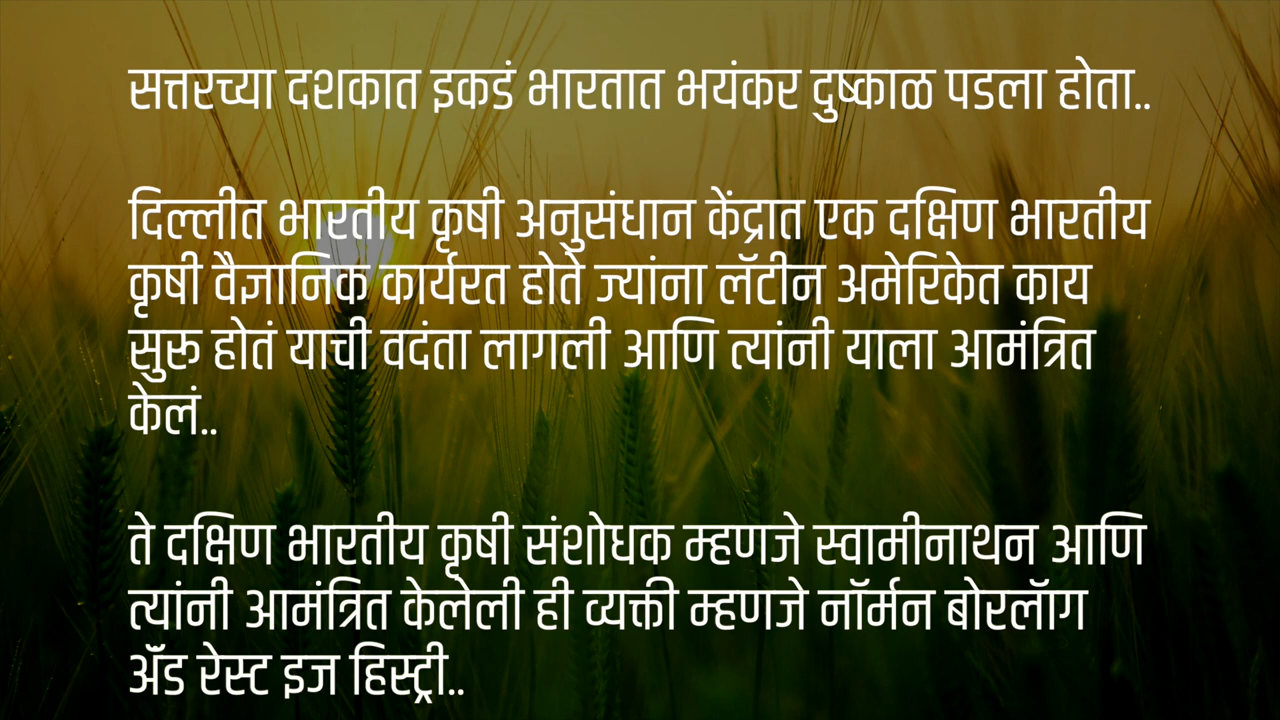 सत्तरच्या दशकात इकडं भारतात भयंकर दुष्काळ पडला होता..
दिल्लीत भारतीय कृषी अनुसंधान केंद्रात एक दक्षिण भारतीय
कृषी वैज्ञानिक कार्यरत होते ज्यांना लॅटीन अमेरिकेत काय
सुरू होतं याची वदंता लागली आणि त्यांनी याला आमंत्रित
केलं..
ते दक्षिण भारतीय कृषी संशोधक म्हणजे स्वामीनाथन आणि
त्यांनी आमंत्रित केलेली ही व्यक्ती म्हणजे नॉर्मन बोरलॉग
ॲंड रेस्ट इज हिस्ट्री..